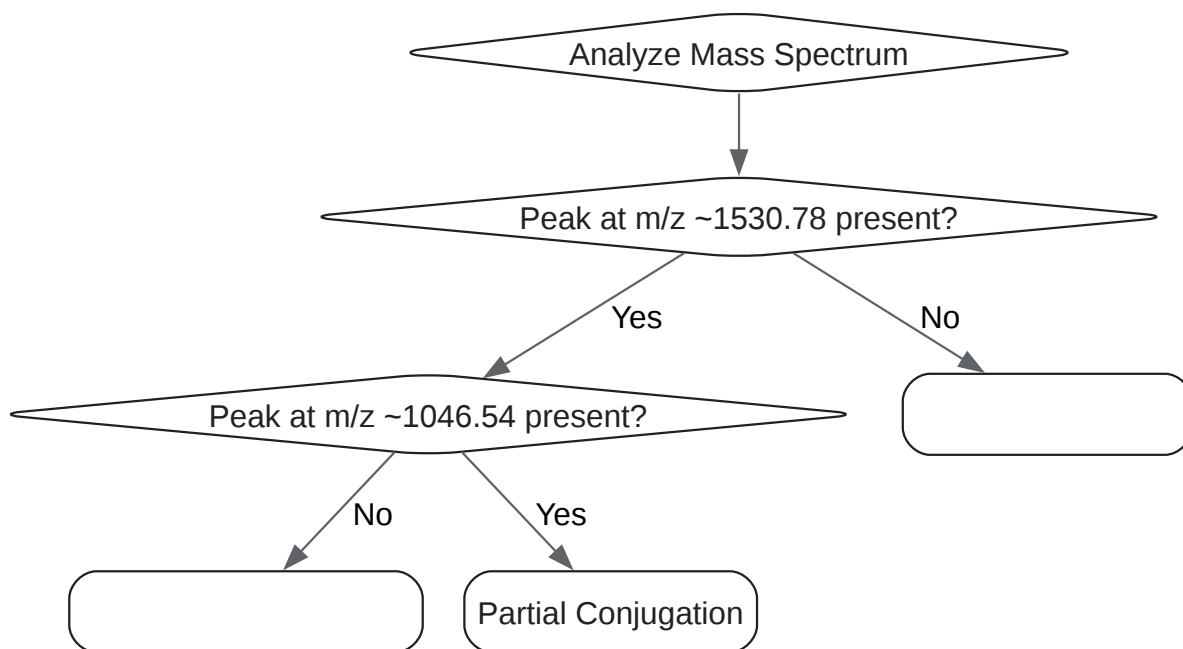 Analyze Mass Spectrum
Peak at m/z ~1530.78 present?
Yes
No
Peak at m/z ~1046.54 present?
No
Yes
Partial Conjugation